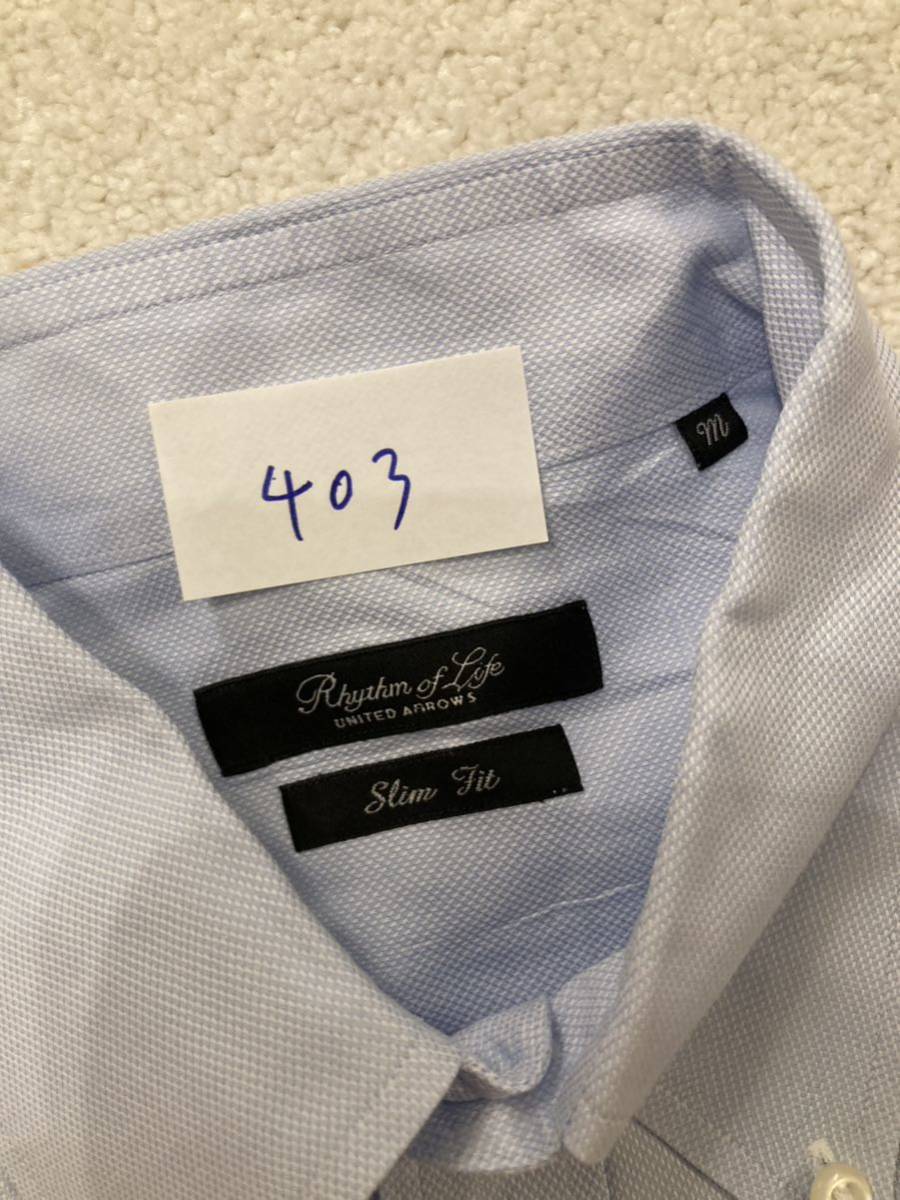 403
M
Rhythm of Life
UNITED ARROWS
Slim Fit